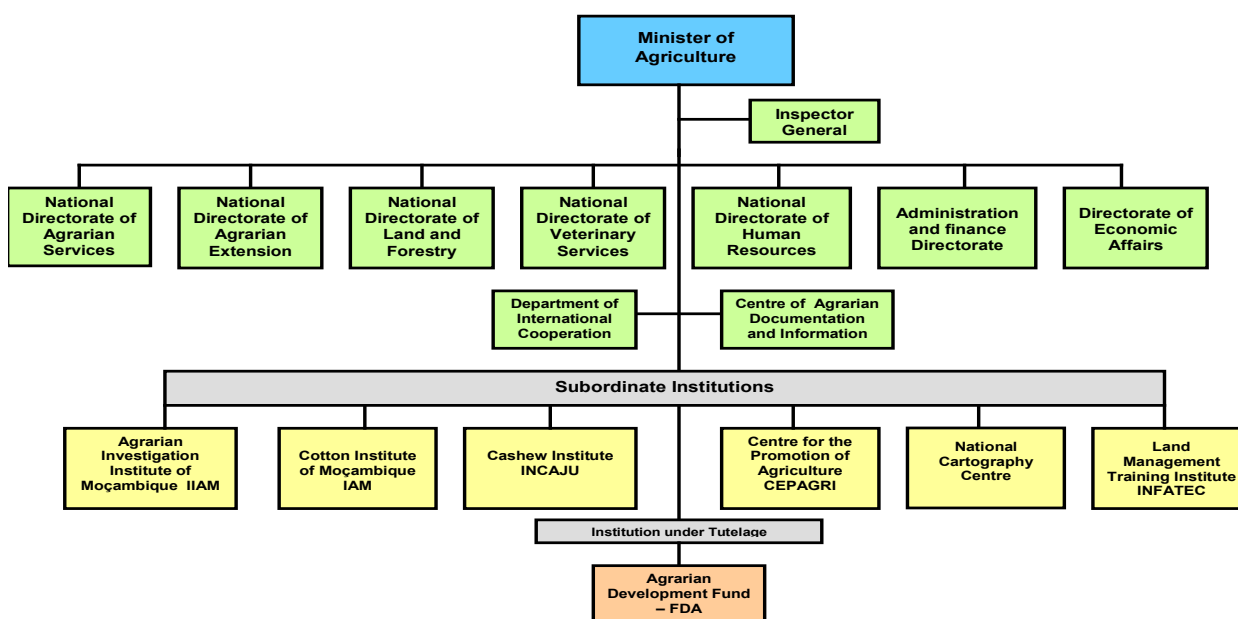 Minister of
Agriculture
Inspector
General
National
Directorate of
Agrarian
Services
National
Directorate of
Agrarian
Extension
National
Directorate of
Land and
Forestry
National
Directorate of
Veterinary
Services
National
Directorate of
Human
Resources
Administration
and finance
Directorate
Directorate of
Economic
Affairs
Department of
International
Cooperation
Centre of Agrarian
Documentation
and Information
Subordinate Institutions
Agrarian
Investigation
Institute of
Moçambique IIAM
Cotton Institute
of Moçambique
IAM
Cashew Institute
INCAJU
Centre for the
Promotion of
Agriculture
CEPAGRI
National
Cartography
Centre
Land
Management
Training Institute
INFATEC
Institution under Tutelage
Agrarian
Development Fund
– FDA